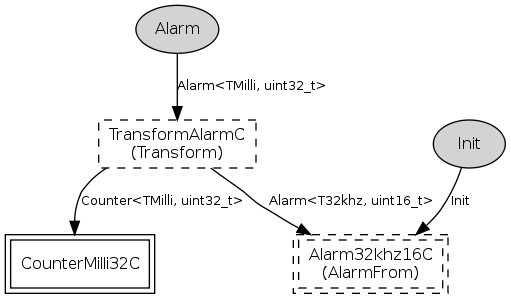 Alarm
Alarm<TMilli, uint32_t>
TransformAlarmC
(Transform)
Init
Counter<TMilli, uint32_t>
Alarm<T32khz, uint16_t>
Init
CounterMilli32C
Alarm32khz16C
(AlarmFrom)